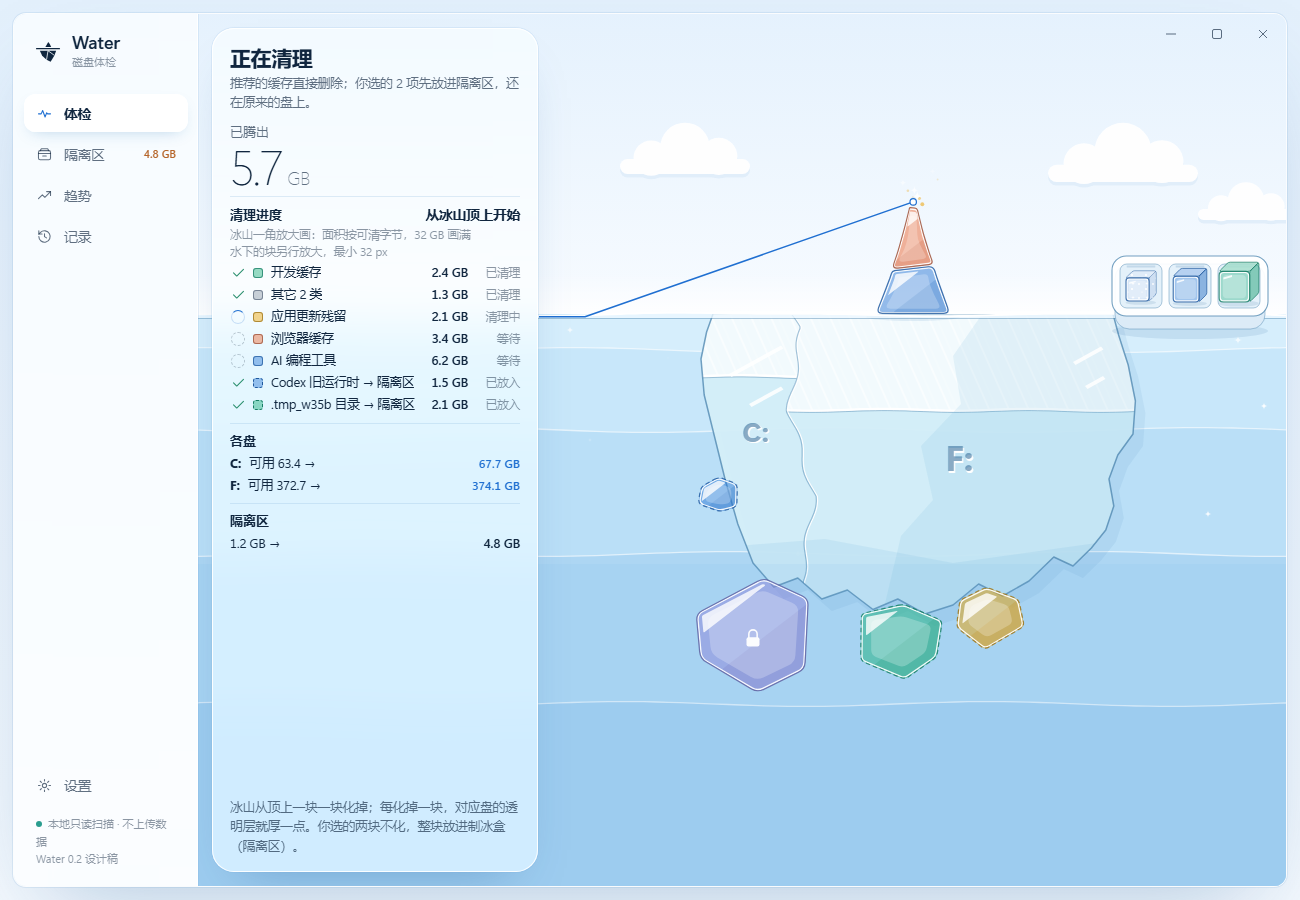 Water
磁盘体检
体检
隔离区 4.8 GB
趋势
记录
设置
本地只读扫描 · 不上传数
据
Water 0.2 设计稿
正在清理
推荐的缓存直接删除；你选的 2 项先放进隔离区，还
在原来的盘上。
已腾出
5.7 GB
清理进度 从冰山顶上开始
冰山一角放大画：面积按可清字节，32 GB 画满
水下的块另行放大，最小 32 px
开发缓存 2.4 GB 已清理
其它 2 类 1.3 GB 已清理
应用更新残留 2.1 GB 清理中
浏览器缓存 3.4 GB 等待
AI 编程工具 6.2 GB 等待
Codex 旧运行时 → 隔离区 1.5 GB 已放入
.tmp_w35b 目录 → 隔离区 2.1 GB 已放入
各盘
C: 可用 63.4 → 67.7 GB
F: 可用 372.7 → 374.1 GB
隔离区
1.2 GB → 4.8 GB
冰山从顶上一块一块化掉；每化掉一块，对应盘的透
明层就厚一点。你选的两块不化，整块放进制冰盒
（隔离区）。
C:
F: